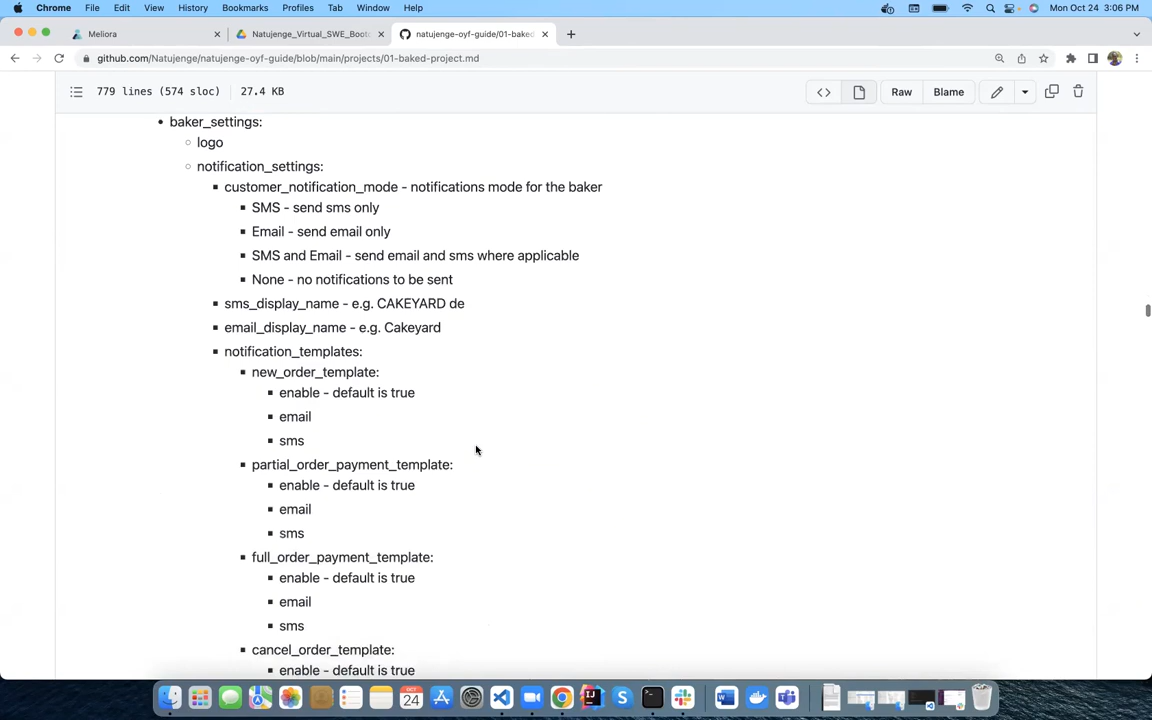 Chrome File Edit View History Bookmarks Profiles Tab Window Help Mon Oct 24 3:06 PM
Meliora Natujenge_Virtual_SWE_Boot natujenge-oyf-guide/01-baked
github.com/Natujenge/natujenge-oyf-guide/blob/main/projects/01-baked-project.md
779 lines (574 sloc) 27.4 KB Raw Blame
baker_settings:
logo
notification_settings:
customer_notification_mode - notifications mode for the baker
SMS - send sms only
Email - send email only
SMS and Email - send email and sms where applicable
None - no notifications to be sent
sms_display_name - e.g. CAKEYARD de
email_display_name - e.g. Cakeyard
notification_templates:
new_order_template:
enable - default is true
email
sms
partial_order_payment_template:
enable - default is true
email
sms
full_order_payment_template:
enable - default is true
email
sms
cancel_order_template:
enable - default is true
OCT
24